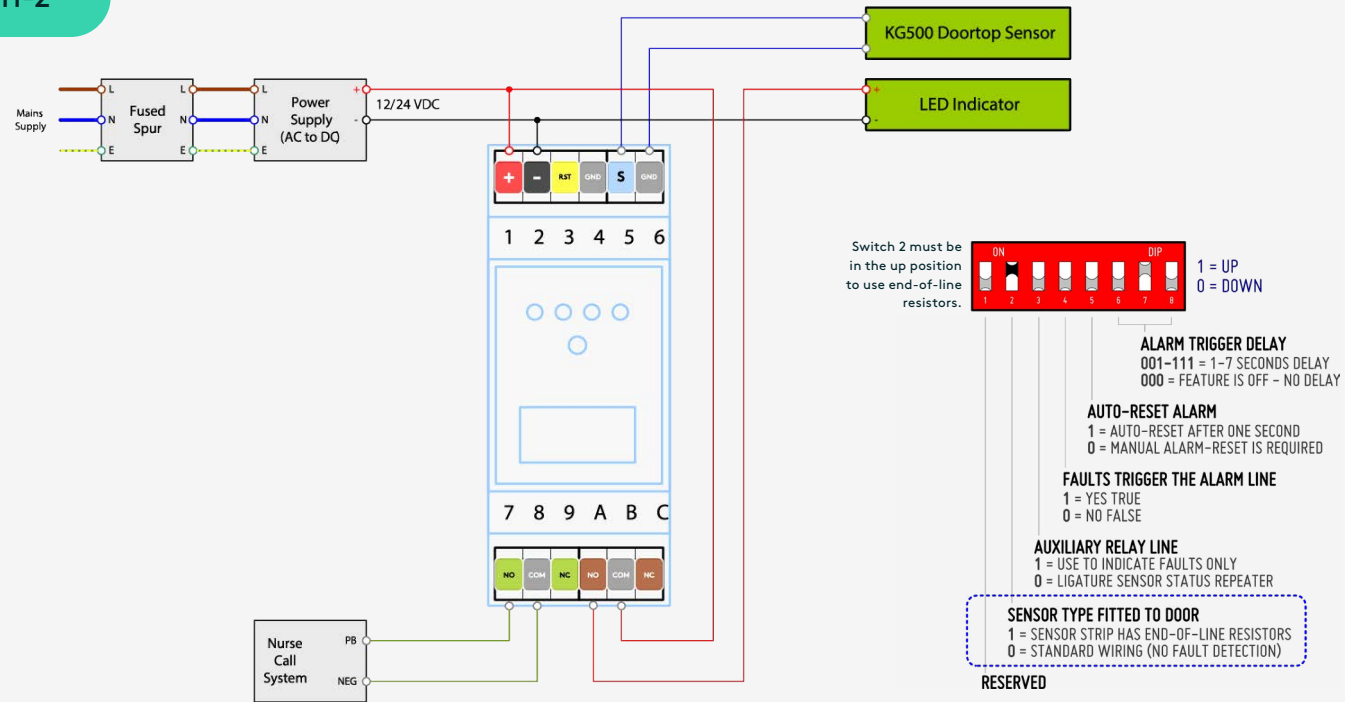 KG500 Doortop Sensor
LED Indicator
+
-
Mains
Supply
L
N
E
Fused
Spur
L
N
E
L
N
E
Power
Supply
(AC to DC)
+
-
12/24 VDC
+ - RST GND S GND
1 2 3 4 5 6
7 8 9 A B C
NO COM NC NO COM NC
Nurse
Call
System
PB
NEG
Switch 2 must be
in the up position
to use end-of-line
resistors.
ON DIP
1 2 3 4 5 6 7 8
1 = UP
0 = DOWN
ALARM TRIGGER DELAY
001-111 = 1-7 SECONDS DELAY
000 = FEATURE IS OFF - NO DELAY
AUTO-RESET ALARM
1 = AUTO-RESET AFTER ONE SECOND
0 = MANUAL ALARM-RESET IS REQUIRED
FAULTS TRIGGER THE ALARM LINE
1 = YES TRUE
0 = NO FALSE
AUXILIARY RELAY LINE
1 = USE TO INDICATE FAULTS ONLY
0 = LIGATURE SENSOR STATUS REPEATER
SENSOR TYPE FITTED TO DOOR
1 = SENSOR STRIP HAS END-OF-LINE RESISTORS
0 = STANDARD WIRING (NO FAULT DETECTION)
RESERVED